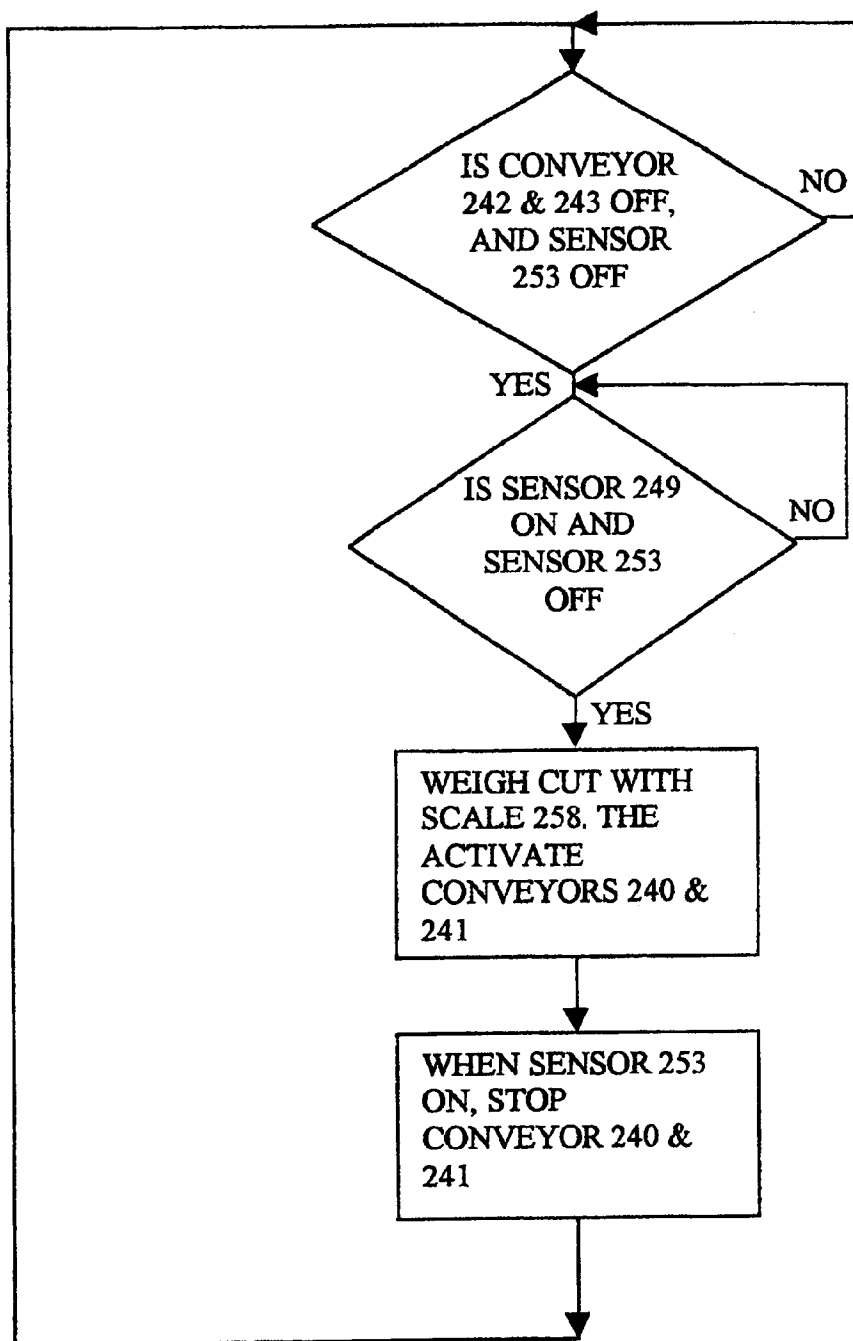 IS CONVEYOR
242 & 243 OFF,
AND SENSOR
253 OFF
NO
YES
IS SENSOR 249
ON AND
SENSOR 253
OFF
NO
YES
WEIGH CUT WITH
SCALE 258. THE
ACTIVATE
CONVEYORS 240 &
241
WHEN SENSOR 253
ON, STOP
CONVEYOR 240 &
241